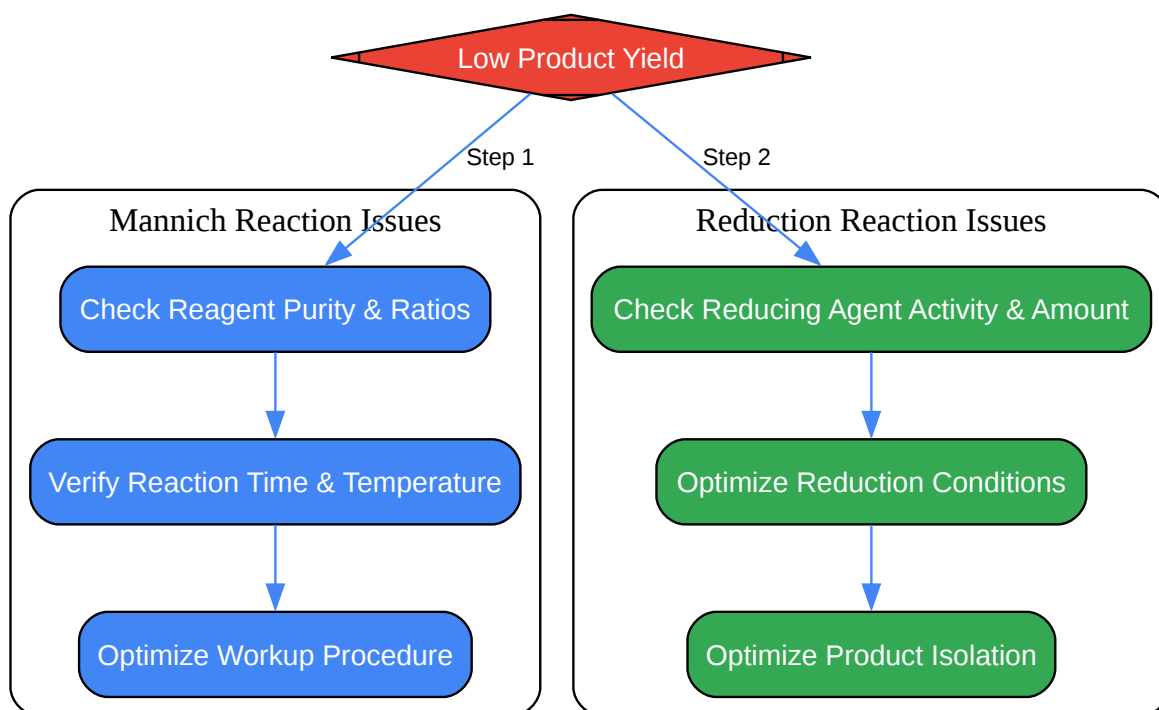 Low Product Yield
Step 1
Step 2
Mannich Reaction Issues
Check Reagent Purity & Ratios
Verify Reaction Time & Temperature
Optimize Workup Procedure
Reduction Reaction Issues
Check Reducing Agent Activity & Amount
Optimize Reduction Conditions
Optimize Product Isolation